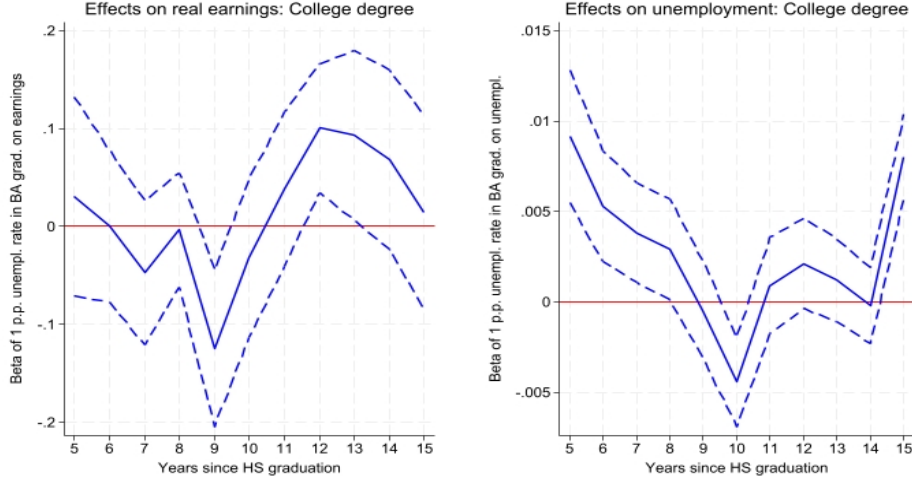 Effects on real earnings: College degree
Beta of 1 p.p. unempl. rate in BA grad. on earnings
.2
.1
0
-.1
-.2
5 6 7 8 9 10 11 12 13 14 15
Years since HS graduation
Effects on unemployment: College degree
Beta of 1 p.p. unempl. rate in BA grad. on unempl.
.015
.01
.005
0
-.005
5 6 7 8 9 10 11 12 13 14 15
Years since HS graduation